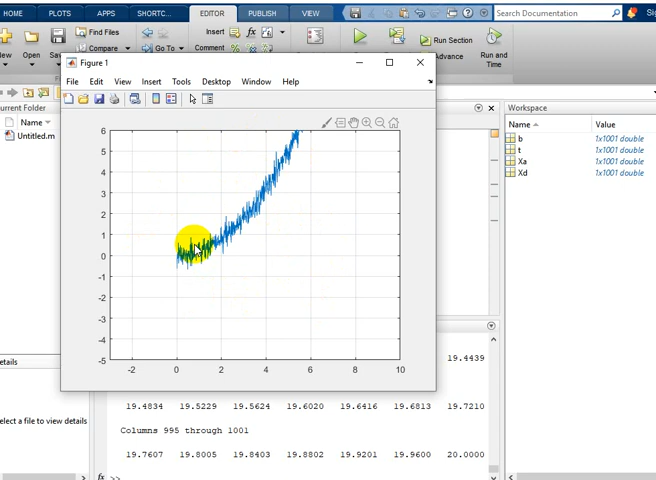 HOME PLOTS APPS SHORTC... EDITOR PUBLISH VIEW Search Documentation
Find Files Insert fx Run Section
Open Compare Go To Comment % Advance Run and
Time
Figure 1
File Edit View Insert Tools Desktop Window Help
urrent Folder
Name
Untitled.m
Workspace
Name Value
b 1x1001 double
t 1x1001 double
Xa 1x1001 double
Xd 1x1001 double
6
5
4
3
2
1
0
-1
-2
-3
-4
-5
-2 0 2 4 6 8 10
etails
elect a file to view details
19.4439
19.4834 19.5229 19.5624 19.6020 19.6416 19.6813 19.7210
Columns 995 through 1001
19.7607 19.8005 19.8403 19.8802 19.9201 19.9600 20.0000
fx >>